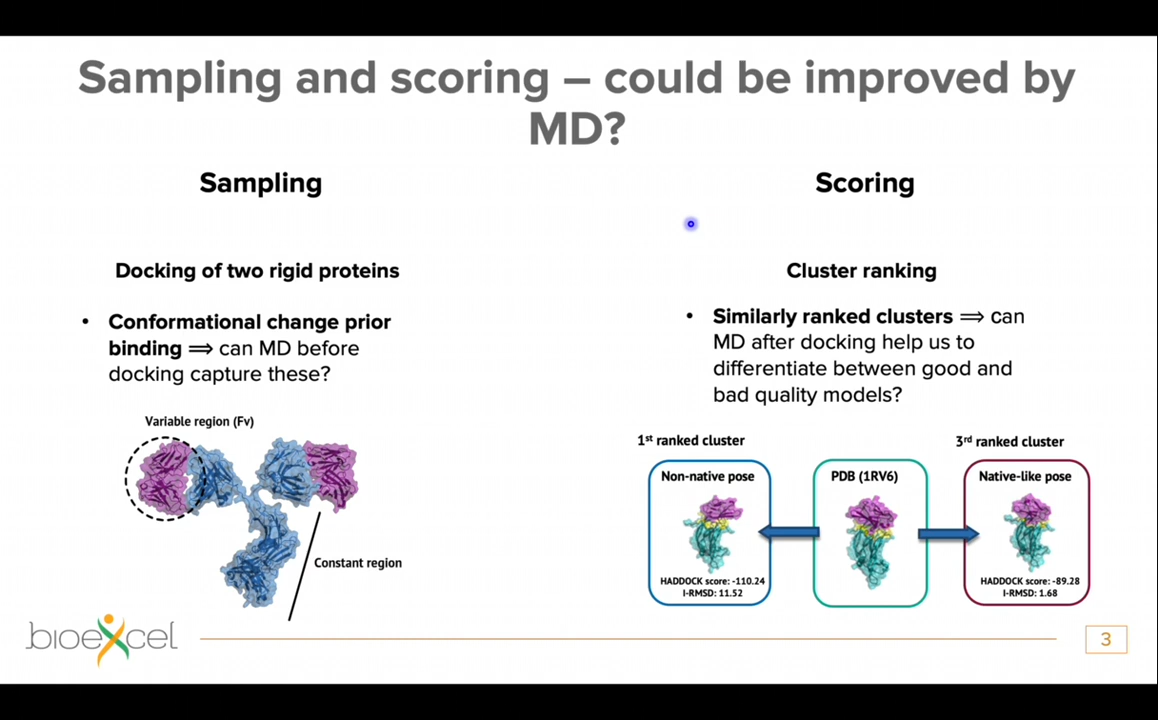 Sampling and scoring – could be improved by
MD?
Sampling
Docking of two rigid proteins
• Conformational change prior
binding ⟹ can MD before
docking capture these?
Variable region (Fv)
Constant region
Scoring
Cluster ranking
• Similarly ranked clusters ⟹ can
MD after docking help us to
differentiate between good and
bad quality models?
1st ranked cluster
3rd ranked cluster
Non-native pose
HADDOCK score: -110.24
I-RMSD: 11.52
PDB (1RV6)
Native-like pose
HADDOCK score: -89.28
I-RMSD: 1.68
bioexcel
3